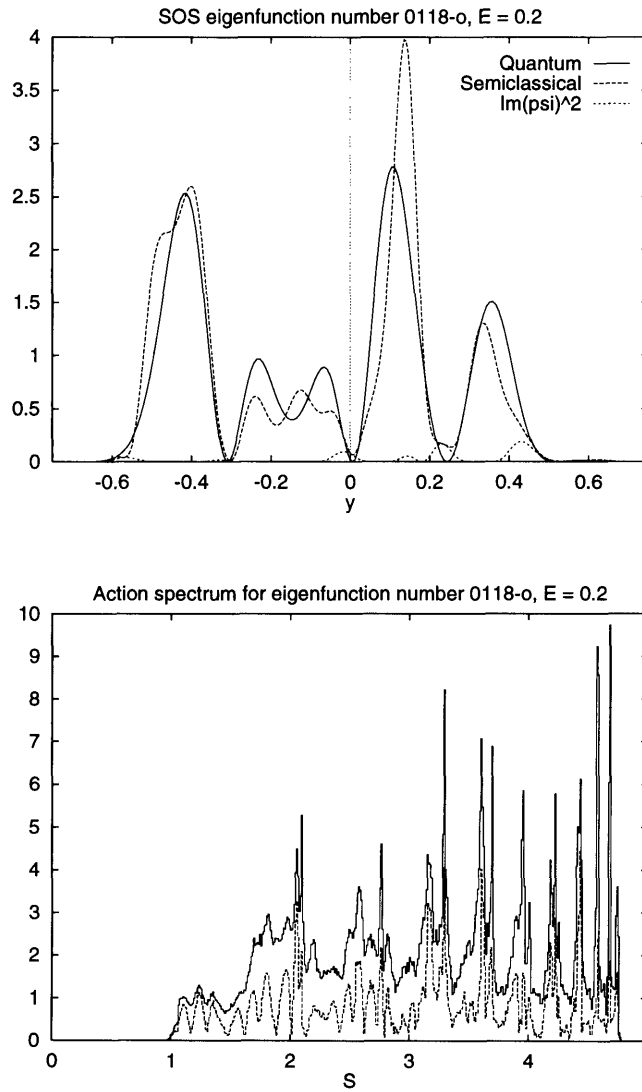 SOS eigenfunction number 0118-o, E = 0.2
Quantum
Semiclassical
Im(psi)^2
4
3.5
3
2.5
2
1.5
1
0.5
0
-0.6 -0.4 -0.2 0 0.2 0.4 0.6
y
Action spectrum for eigenfunction number 0118-o, E = 0.2
10
9
8
7
6
5
4
3
2
1
0
0 1 2 3 4
S